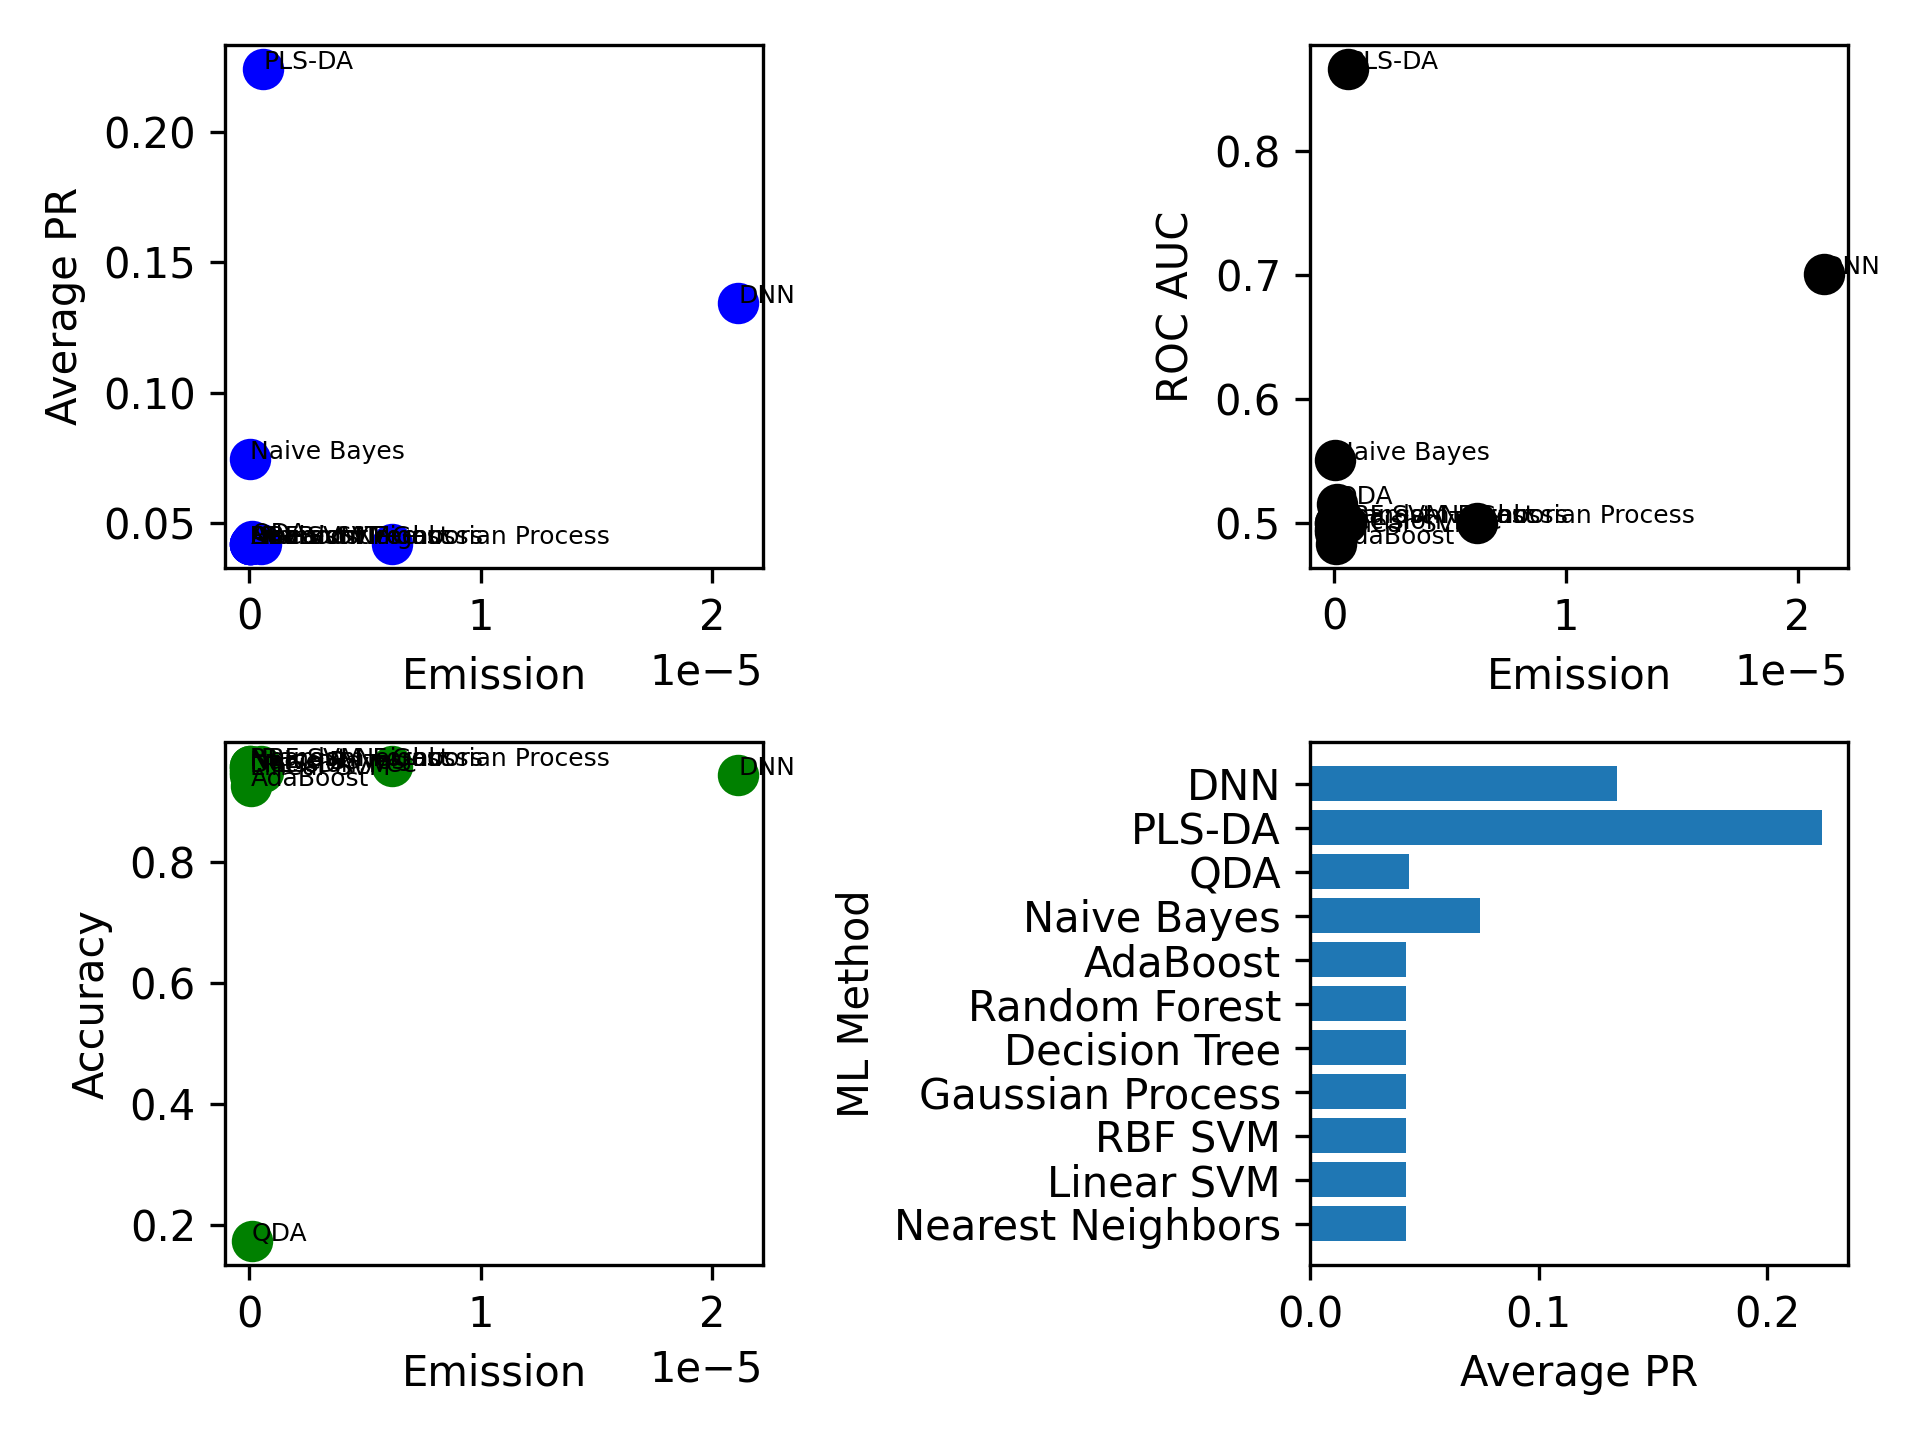 PLS-DA
DNN
Naive Bayes
0.20
0.15
0.10
0.05
Average PR
0
1
2
Emission
1e−5
PLS-DA
DNN
Naive Bayes
QDA
AdaBoost
0.8
0.7
0.6
0.5
ROC AUC
0
1
2
Emission
1e−5
DNN
AdaBoost
QDA
0.8
0.6
0.4
0.2
Accuracy
0
1
2
Emission
1e−5
DNN
PLS-DA
QDA
Naive Bayes
AdaBoost
Random Forest
Decision Tree
Gaussian Process
RBF SVM
Linear SVM
Nearest Neighbors
ML Method
0.0
0.1
0.2
Average PR